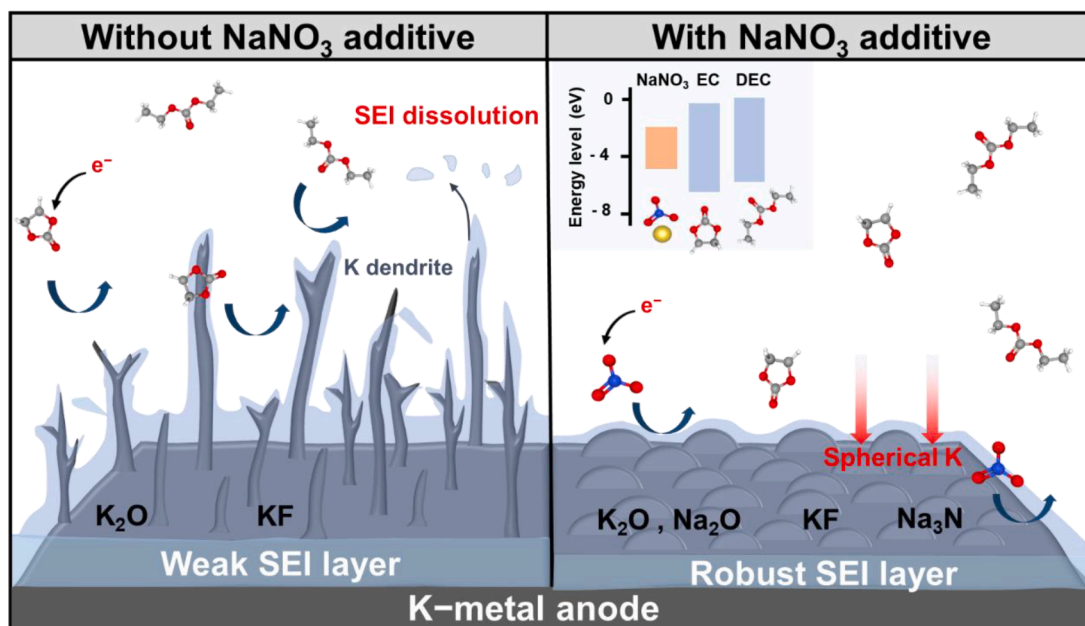 Without NaNO₃ additive
SEI dissolution
e⁻
K dendrite
K₂O
KF
Weak SEI layer
With NaNO₃ additive
NaNO₃ EC DEC
Energy level (eV)
0
- 4
- 8
e⁻
Spherical K
K₂O , Na₂O
KF
Na₃N
Robust SEI layer
K−metal anode